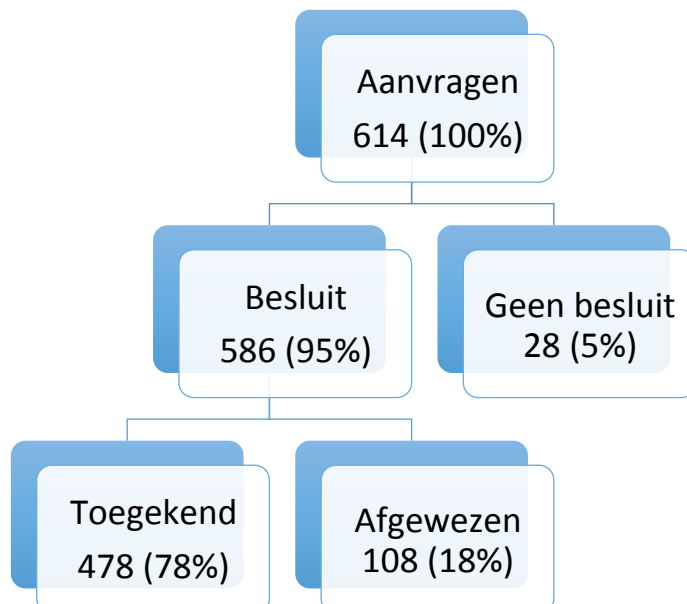 Aanvragen
614 (100%)
Besluit
586 (95%)
Geen besluit
28 (5%)
Toegekend
478 (78%)
Afgewezen
108 (18%)